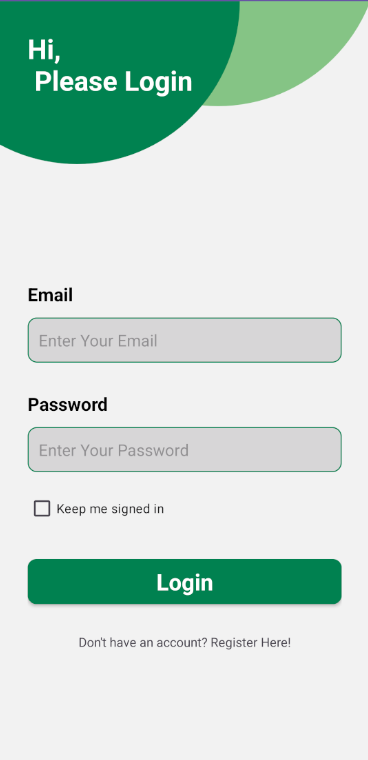 Hi,
Please Login
Email
Enter Your Email
Password
Enter Your Password
Keep me signed in
Login
Don't have an account? Register Here!